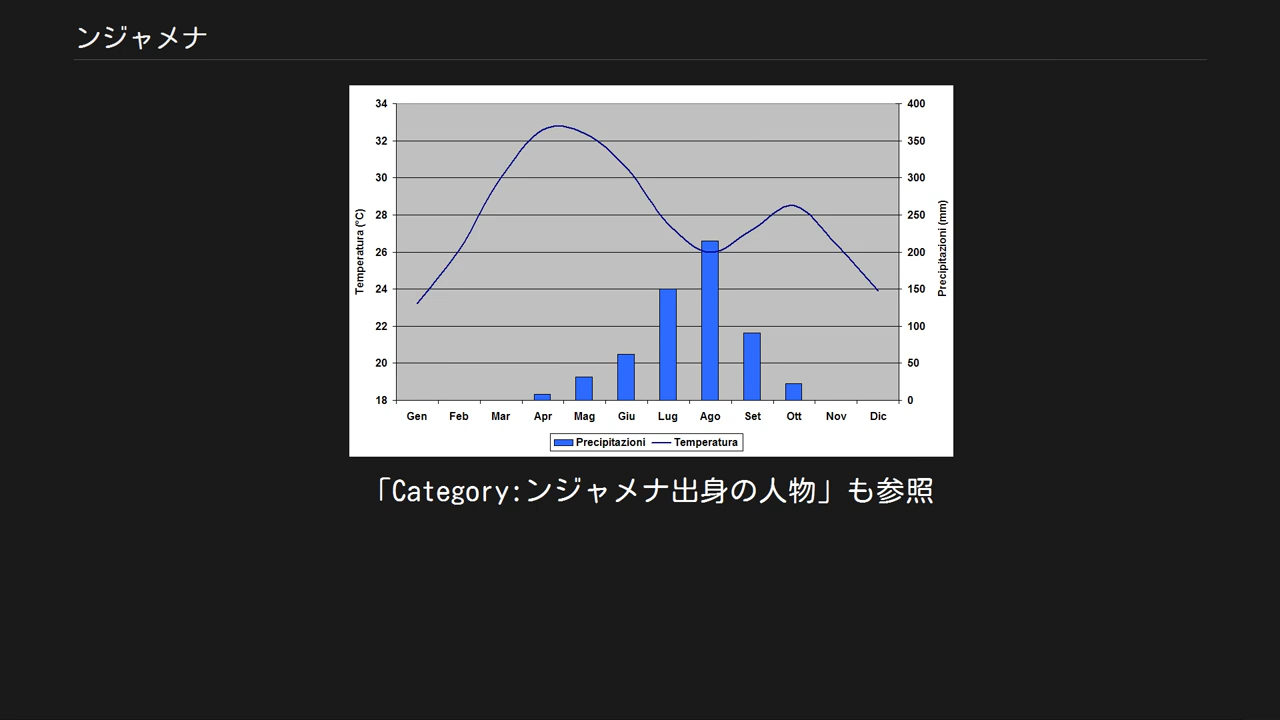 ンジャメナ
34 400
32 350
30 300
28 250
26 200
24 150
22 100
20 50
18 0
Temperatura (°C)
Precipitazioni (mm)
Gen Feb Mar Apr Mag Giu Lug Ago Set Ott Nov Dic
Precipitazioni Temperatura
「Category:ンジャメナ出身の人物」も参照